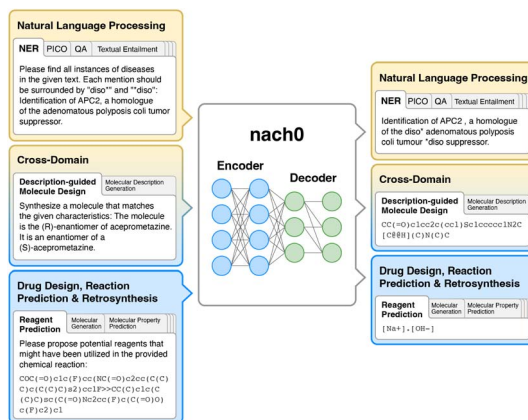 Natural Language Processing
NER PICO QA Textual Entailment
Please find all instances of diseases
in the given text. Each mention should
be surrounded by "diso*" and "*diso":
Identification of APC2, a homologue
of the adenomatous polyposis coli tumor
suppressor.
Cross-Domain
Description-guided
Molecule Design
Molecular Description
Generation
Synthesize a molecule that matches
the given characteristics: The molecule
is the (R)-enantiomer of aceprometazine.
It is an enantiomer of a
(S)-aceprometazine.
Drug Design, Reaction
Prediction & Retrosynthesis
Reagent
Prediction
Molecular
Generation
Molecular Property
Prediction
Please propose potential reagents that
might have been utilized in the provided
chemical reaction:
COC(=O)c1c(F)cc(NC(=O)c2cc(C(C)
C)c(C(C)C)s2)cc1F>>CC(C)c1c(C
(C)C)sc(C(=O)Nc2cc(F)c(C(=O)O)
c(F)c2)c1
nach0
Encoder
Decoder
Natural Language Processing
NER PICO QA Textual Entailment
Identification of APC2 , a homologue
of the diso* adenomatous polyposis
coli tumour *diso suppressor.
Cross-Domain
Description-guided
Molecule Design
Molecular Description
Generation
CC(=O)c1cc2c(cc1)Sc1ccccc1N2C
[C@@H](C)N(C)C
Drug Design, Reaction
Prediction & Retrosynthesis
Reagent
Prediction
Molecular
Generation
Molecular Property
Prediction
[Na+].[OH-]